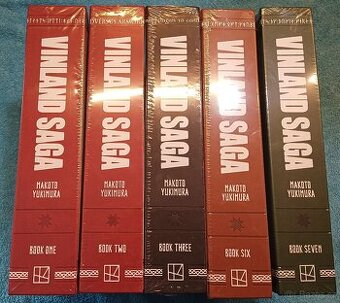 VINLAND SAGA
MAKOTO
YUKIMURA
BOOK ONE
VINLAND SAGA
MAKOTO
YUKIMURA
BOOK TWO
VINLAND SAGA
MAKOTO
YUKIMURA
BOOK THREE
VINLAND SAGA
MAKOTO
YUKIMURA
BOOK SIX
VINLAND SAGA
MAKOTO
YUKIMURA
BOOK SEVEN